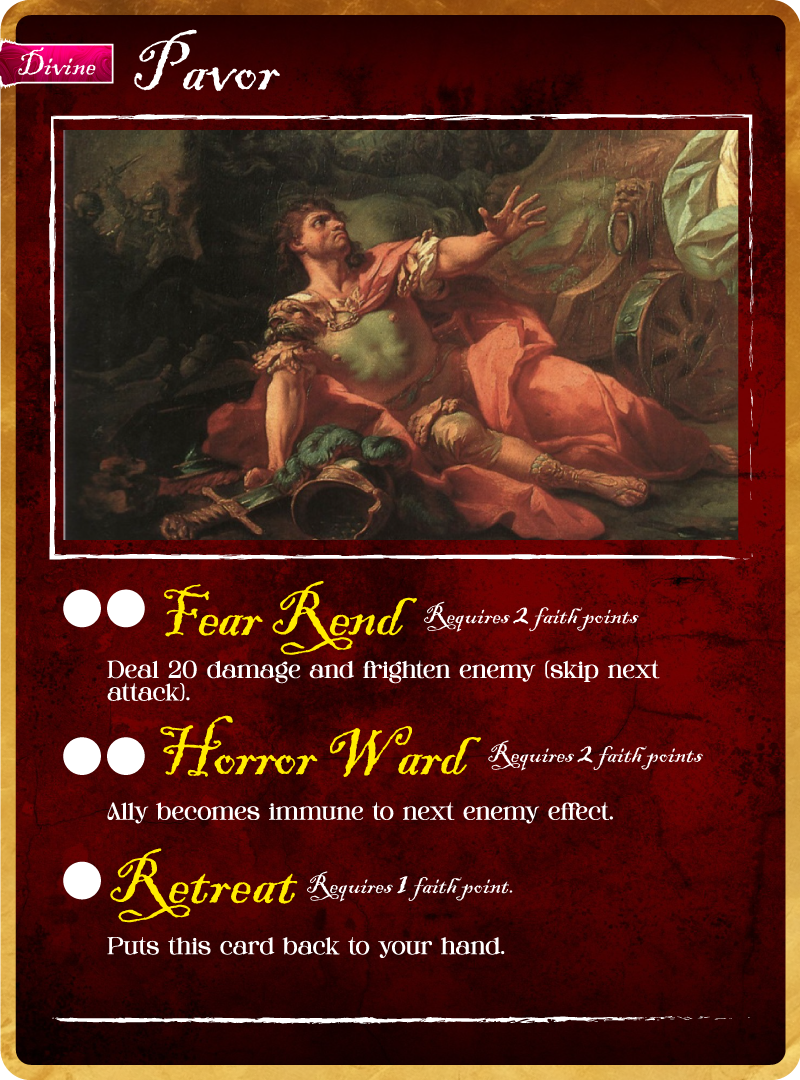 Divine
Pavor
Fear Rend Requires 2 faith points
Deal 20 damage and frighten enemy (skip next
attack).
Horror Ward Requires 2 faith points
Ally becomes immune to next enemy effect.
Retreat Requires 1 faith point.
Puts this card back to your hand.